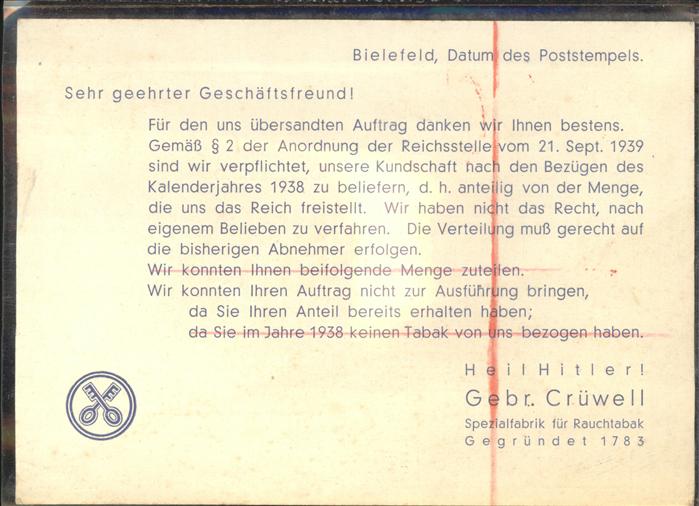 Bielefeld, Datum des Poststempels.
Sehr geehrter Geschäftsfreund!
Für den uns übersandten Auftrag danken wir Ihnen bestens.
Gemäß § 2 der Anordnung der Reichsstelle vom 21. Sept. 1939
sind wir verpflichtet, unsere Kundschaft nach den Bezügen des
Kalenderjahres 1938 zu beliefern, d. h. anteilig von der Menge,
die uns das Reich freistellt. Wir haben nicht das Recht, nach
eigenem Belieben zu verfahren. Die Verteilung muß gerecht auf
die bisherigen Abnehmer erfolgen.
Wir konnten Ihnen beifolgende Menge zuteilen.
Wir konnten Ihren Auftrag nicht zur Ausführung bringen,
da Sie Ihren Anteil bereits erhalten haben;
da Sie im Jahre 1938 keinen Tabak von uns bezogen haben.
Heil Hitler!
Gebr. Crüwell
Spezialfabrik für Rauchtabak
Gegründet 1783